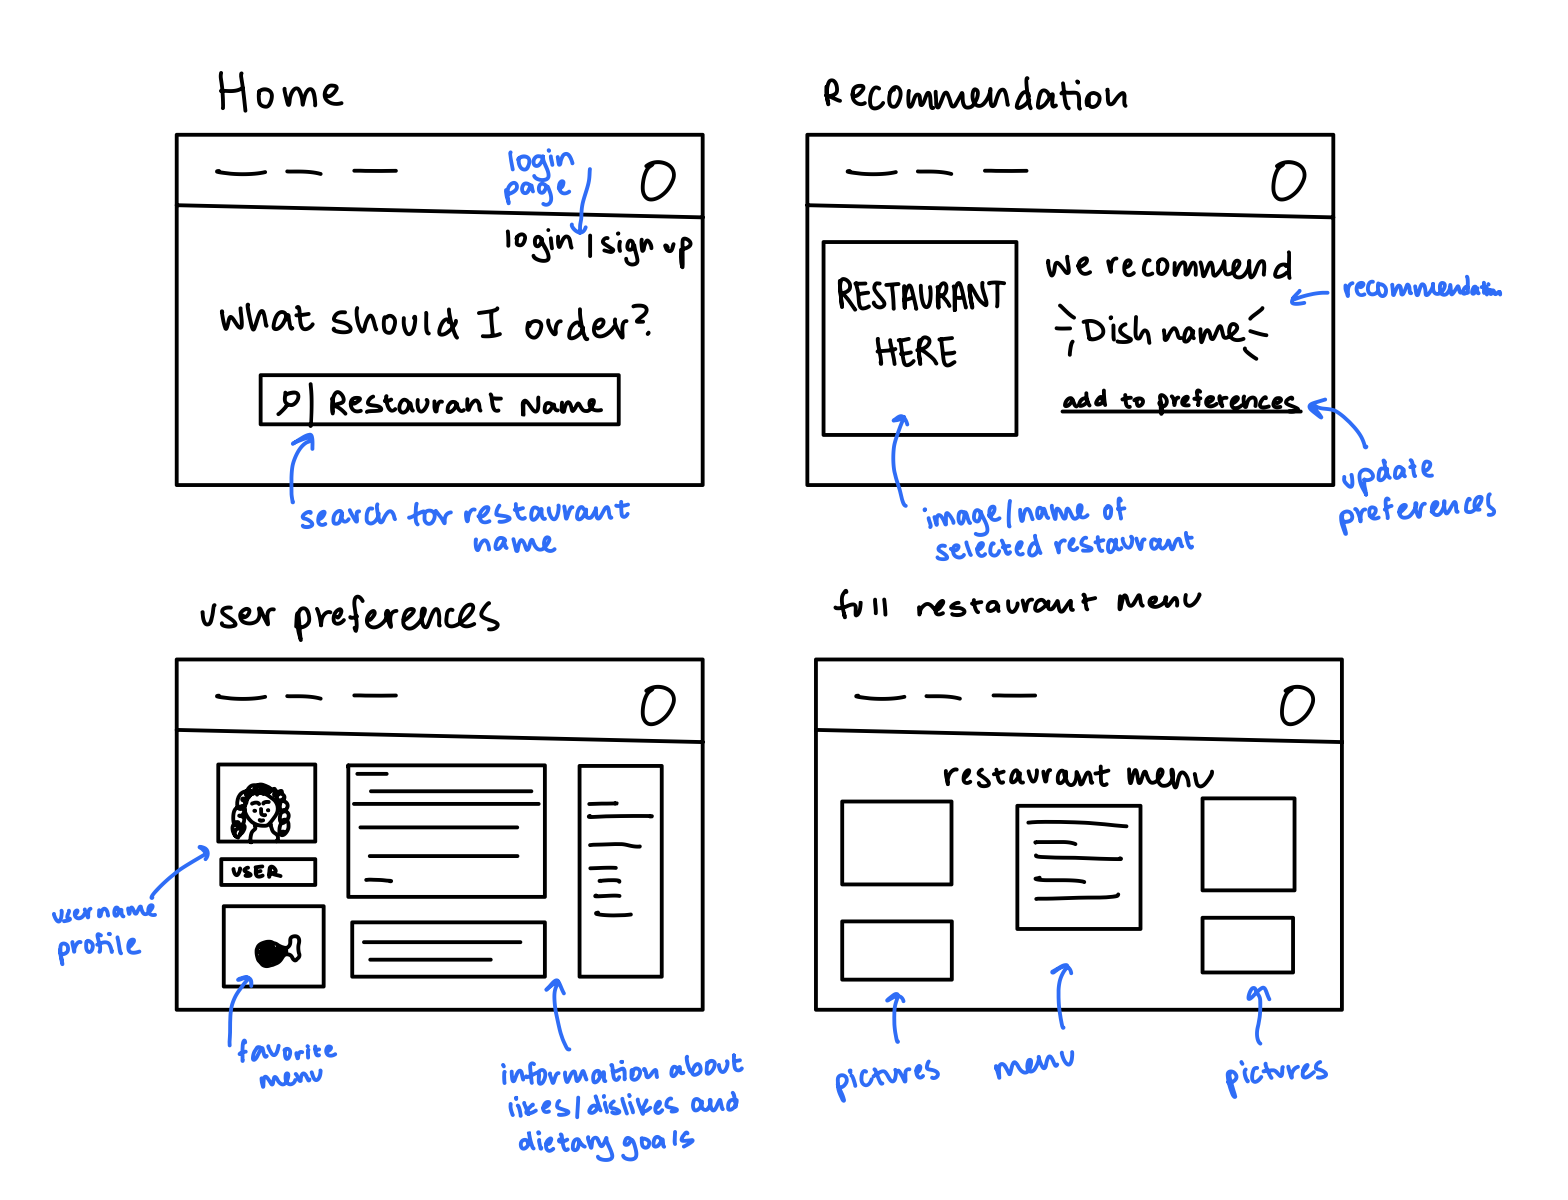 Home
login
page
login | sign up
What should I order?
Restaurant Name
search for restaurant
name
Recommendation
RESTAURANT
HERE
we recommend
Dish name
add to preferences
recommendation
update
preferences
image/name of
selected restaurant
user preferences
USER
username
profile
favorite
menu
information about
likes/dislikes and
dietary goals
full restaurant menu
restaurant menu
pictures
menu
pictures